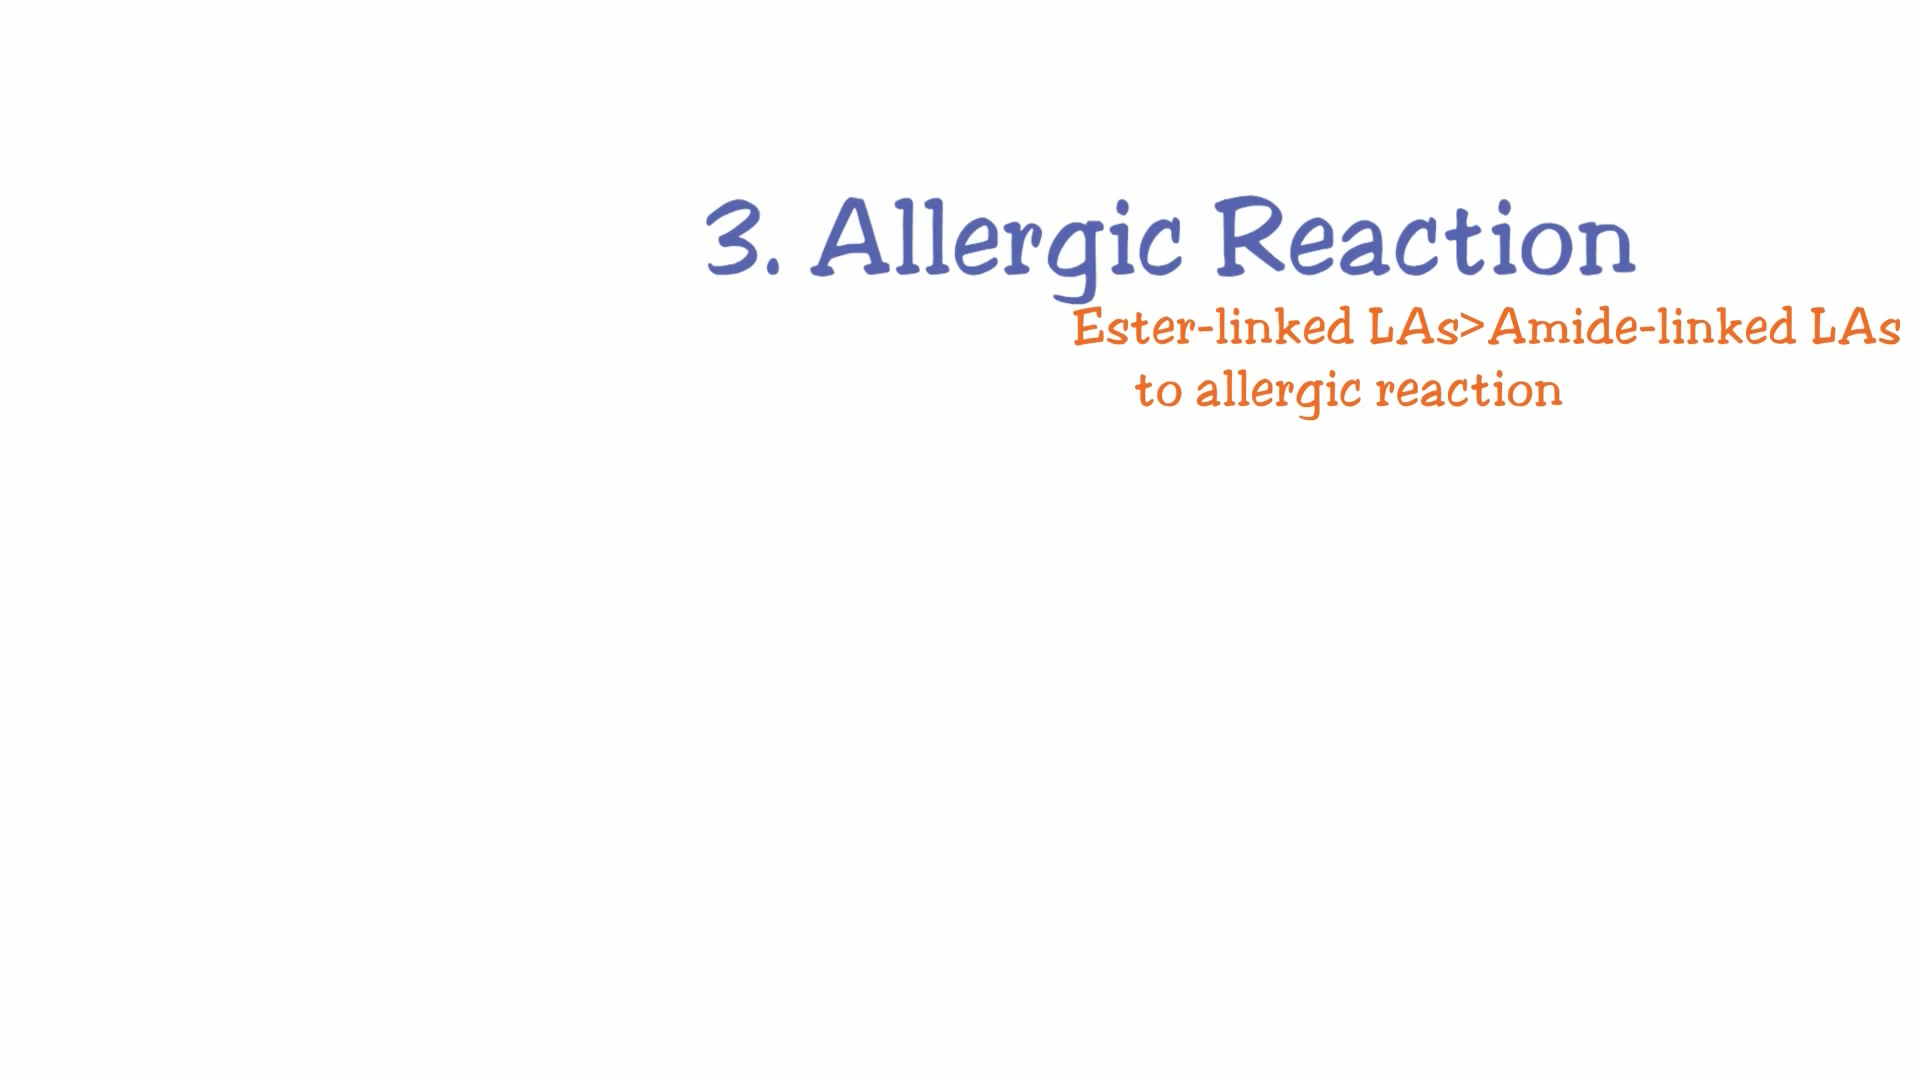 3. Allergic Reaction
Ester-linked LAs>Amide-linked LAs
to allergic reaction